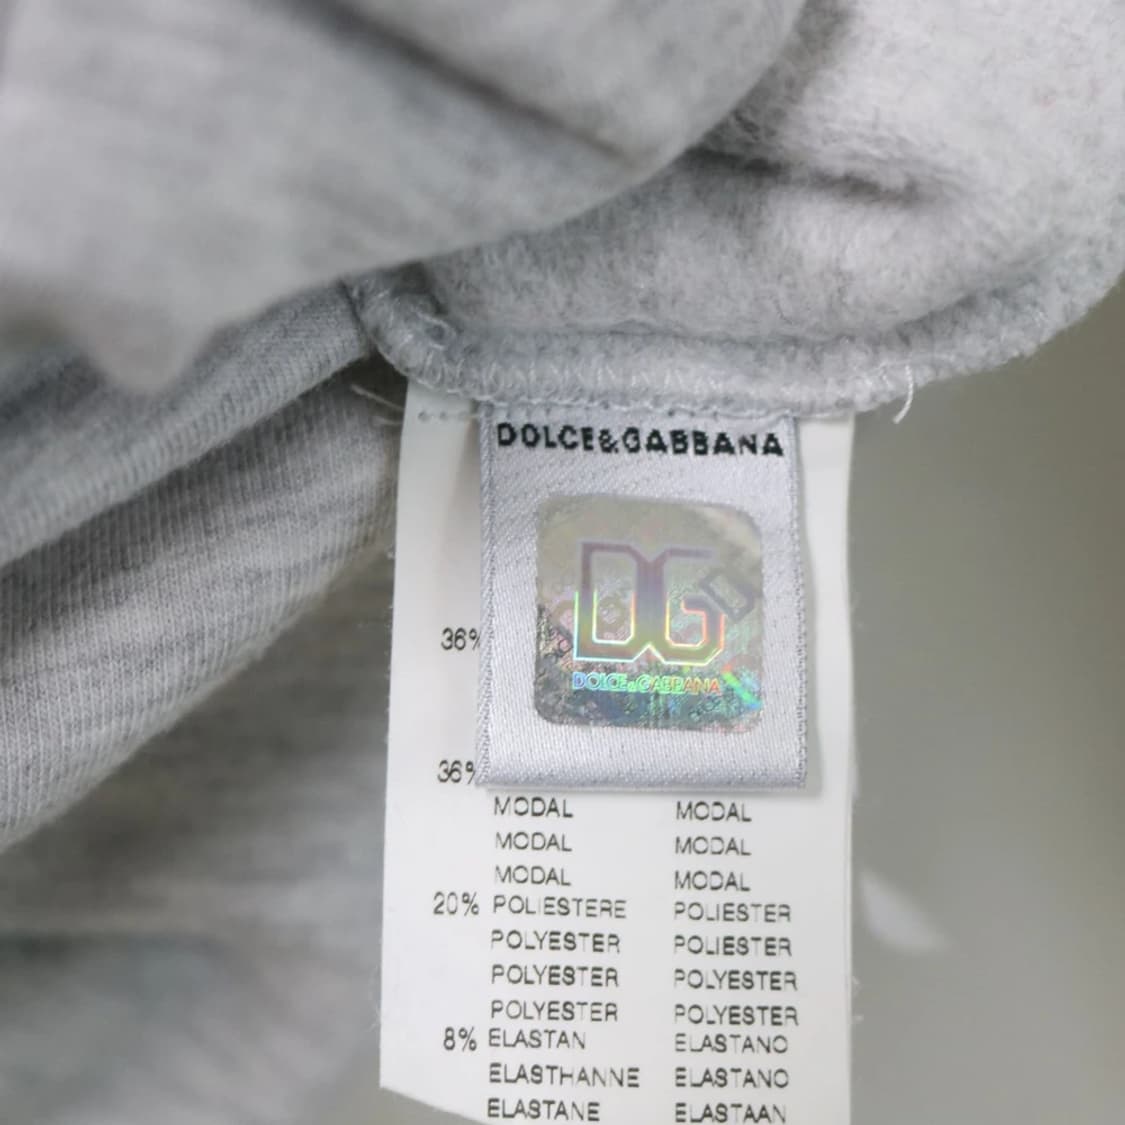 DOLCE&GABBANA
DG
D
DOLCE&GABBANA
36%
36%
MODAL MODAL
MODAL MODAL
MODAL MODAL
20% POLIESTERE POLIESTER
POLYESTER POLIESTER
POLYESTER POLYESTER
POLYESTER POLYESTER
8% ELASTAN ELASTANO
ELASTHANNE ELASTANO
ELASTANE ELASTAAN